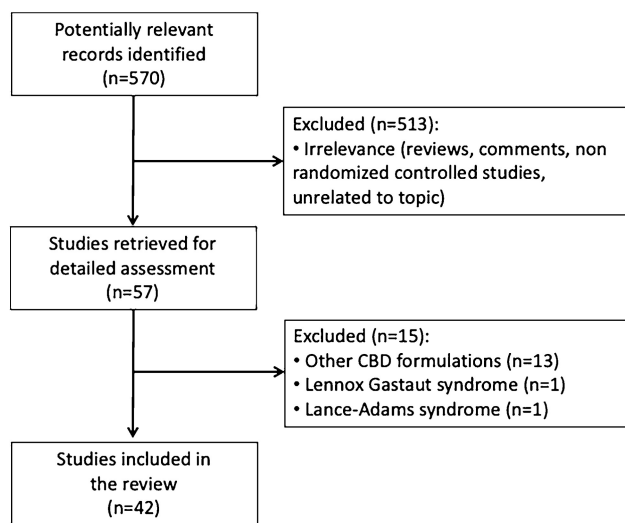 Potentially relevant
records identified
(n=570)
Excluded (n=513):
• Irrelevance (reviews, comments, non
randomized controlled studies,
unrelated to topic)
Studies retrieved for
detailed assessment
(n=57)
Excluded (n=15):
• Other CBD formulations (n=13)
• Lennox Gastaut syndrome (n=1)
• Lance-Adams syndrome (n=1)
Studies included in
the review
(n=42)